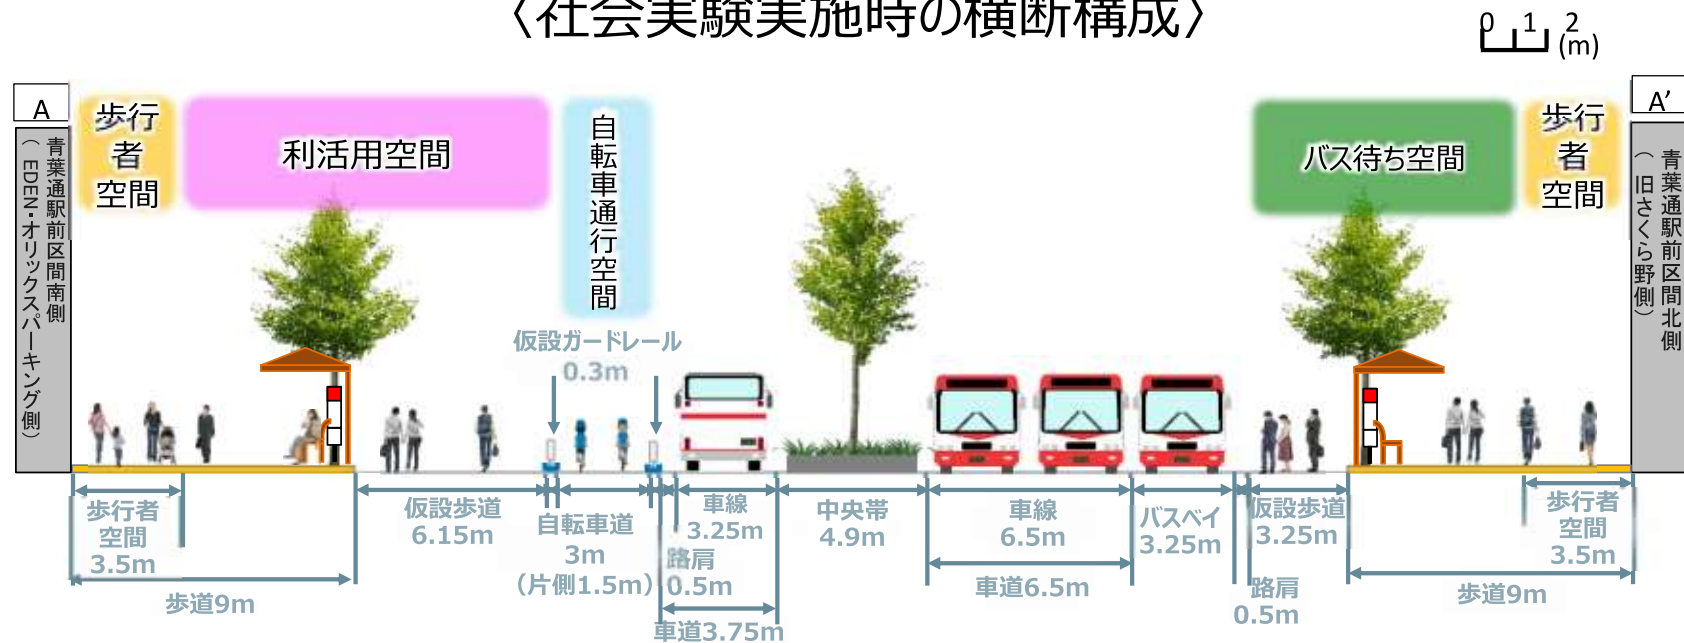 〈社会実験実施時の横断構成〉
0 1 2
(m)
A
青葉通駅前区間南側
（EDEN・オリックスパーキング側）
歩行
者
空間
利活用空間
自転車通行空間
バス待ち空間
歩行
者
空間
A’
青葉通駅前区間北側
（旧さくら野側）
仮設ガードレール
0.3m
歩行者
空間
3.5m
歩道9m
仮設歩道
6.15m
自転車道
3m
（片側1.5m）
車線
3.25m
路肩
0.5m
車道3.75m
中央帯
4.9m
車線
6.5m
車道6.5m
バスベイ
3.25m
路肩
0.5m
仮設歩道
3.25m
歩行者
空間
3.5m
歩道9m